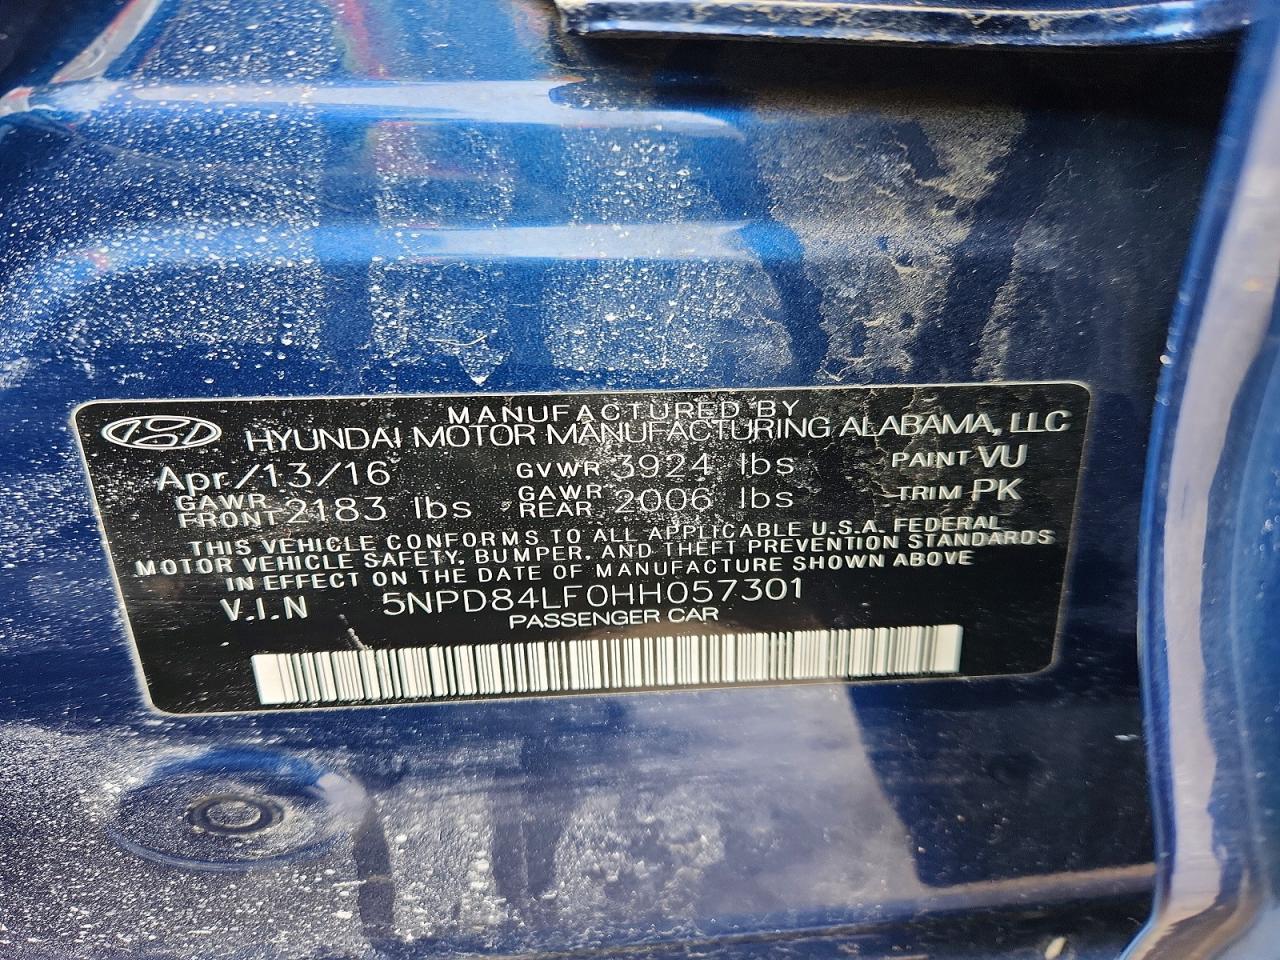 MANUFACTURED BY
HYUNDAI MOTOR MANUFACTURING ALABAMA, LLC
Apr/13/16 GVWR 3924 lbs PAINT VU
GAWR FRONT 2183 lbs GAWR REAR 2006 lbs TRIM PK
THIS VEHICLE CONFORMS TO ALL APPLICABLE U.S.A. FEDERAL
MOTOR VEHICLE SAFETY, BUMPER, AND THEFT PREVENTION STANDARDS
IN EFFECT ON THE DATE OF MANUFACTURE SHOWN ABOVE
V.I.N 5NPD84LF0HH057301
PASSENGER CAR